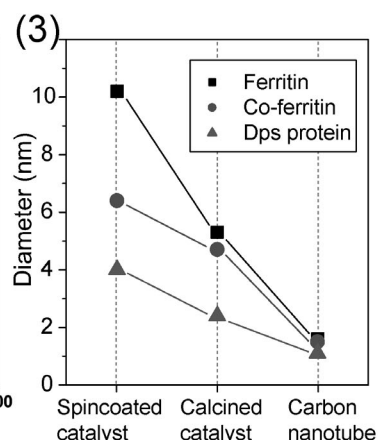 (3)
Ferritin
Co-ferritin
Dps protein
Diameter (nm)
10
8
6
4
2
0
00
Spincoated catalyst
Calcined catalyst
Carbon nanotube